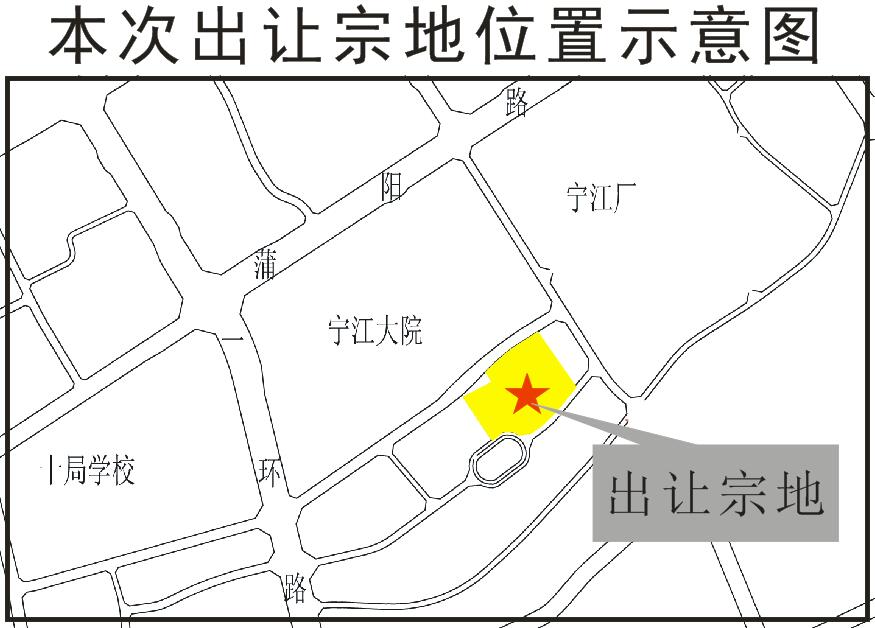 本次出让宗地位置示意图
蒲阳路
宁江厂
宁江大院
一环路
十局学校
出让宗地